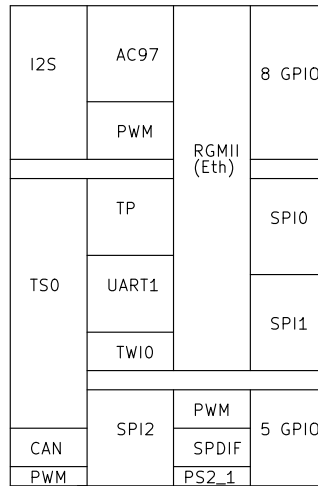 I2S
AC97
8 GPIO
PWM
RGMII
(Eth)
TP
SPI0
TS0
UART1
SPI1
TWI0
PWM
SPI2
5 GPIO
CAN
SPDIF
PWM
PS2_1